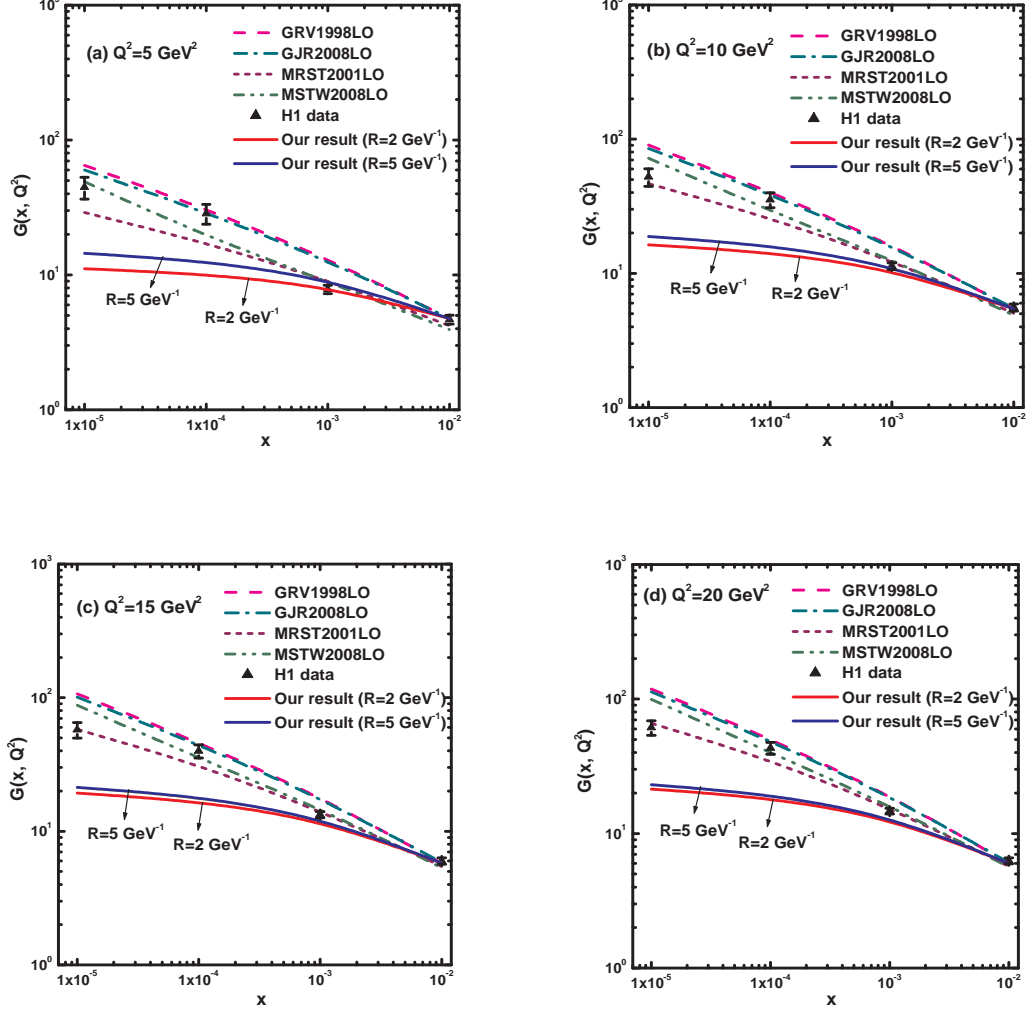 (a) Q²=5 GeV²
GRV1998LO
GJR2008LO
MRST2001LO
MSTW2008LO
H1 data
Our result (R=2 GeV⁻¹)
Our result (R=5 GeV⁻¹)
R=5 GeV⁻¹
R=2 GeV⁻¹
G(x, Q²)
10³
10²
10¹
10⁰
1x10⁻⁵
1x10⁻⁴
10⁻³
10⁻²
x
(b) Q²=10 GeV²
GRV1998LO
GJR2008LO
MRST2001LO
MSTW2008LO
H1 data
Our result (R=2 GeV⁻¹)
Our result (R=5 GeV⁻¹)
R=5 GeV⁻¹
R=2 GeV⁻¹
G(x, Q²)
10³
10²
10¹
10⁰
1x10⁻⁵
1x10⁻⁴
10⁻³
10⁻²
x
(c) Q²=15 GeV²
GRV1998LO
GJR2008LO
MRST2001LO
MSTW2008LO
H1 data
Our result (R=2 GeV⁻¹)
Our result (R=5 GeV⁻¹)
R=5 GeV⁻¹
R=2 GeV⁻¹
G(x, Q²)
10³
10²
10¹
10⁰
1x10⁻⁵
1x10⁻⁴
10⁻³
10⁻²
x
(d) Q²=20 GeV²
GRV1998LO
GJR2008LO
MRST2001LO
MSTW2008LO
H1 data
Our result (R=2 GeV⁻¹)
Our result (R=5 GeV⁻¹)
R=5 GeV⁻¹
R=2 GeV⁻¹
G(x, Q²)
10³
10²
10¹
10⁰
1x10⁻⁵
1x10⁻⁴
10⁻³
10⁻²
x